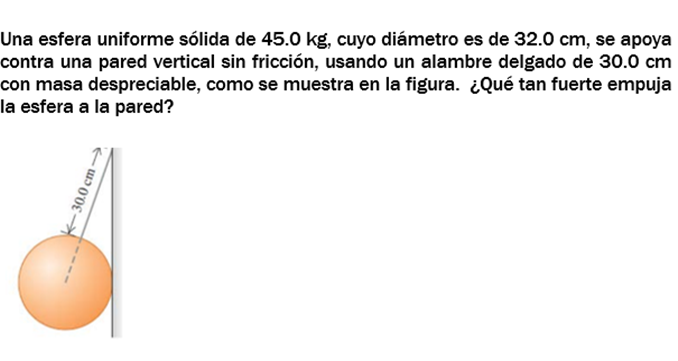 Una esfera uniforme sólida de 45.0 kg, cuyo diámetro es de 32.0 cm, se apoya
contra una pared vertical sin fricción, usando un alambre delgado de 30.0 cm
con masa despreciable, como se muestra en la figura. ¿Qué tan fuerte empuja
la esfera a la pared?
30.0 cm